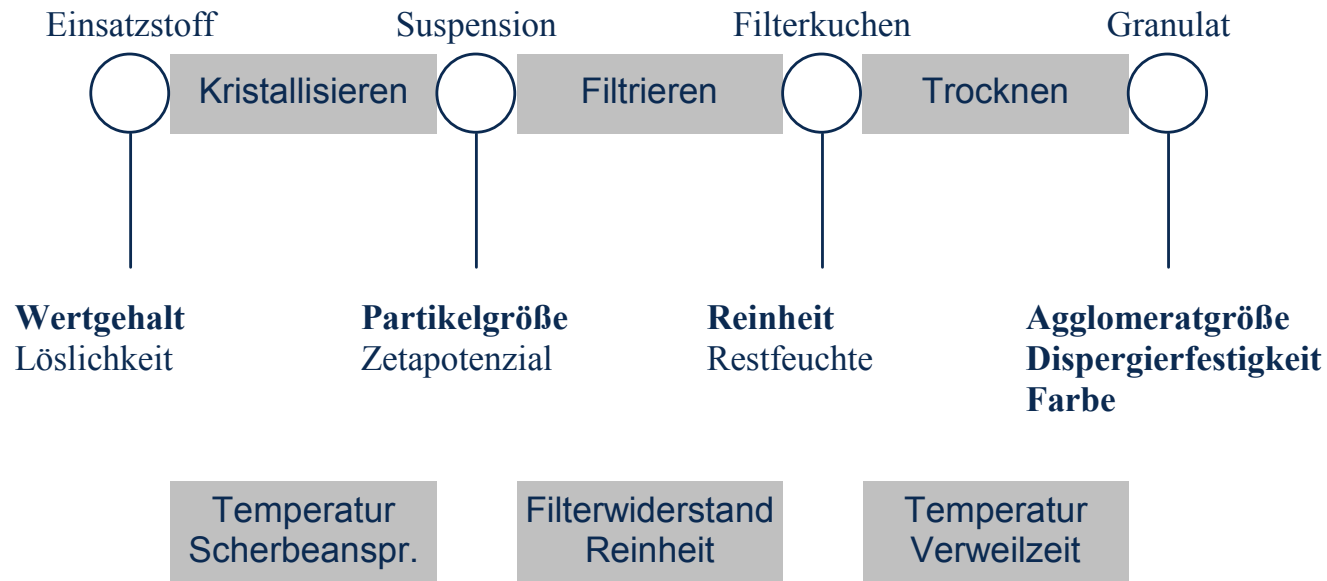 Einsatzstoff Suspension Filterkuchen Granulat
Kristallisieren Filtrieren Trocknen
Wertgehalt Partikelgröße Reinheit Agglomeratgröße
Löslichkeit Zetapotenzial Restfeuchte Dispergierfestigkeit
Farbe
Temperatur Filterwiderstand Temperatur
Scherbeanspr. Reinheit Verweilzeit